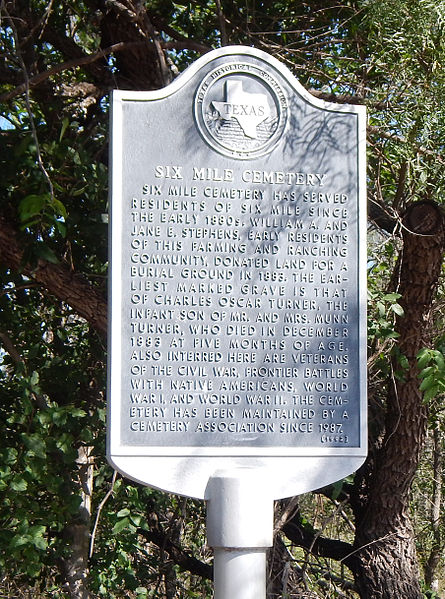 TEXAS HISTORICAL COMMISSION
TEXAS
SIX MILE CEMETERY
SIX MILE CEMETERY HAS SERVED
RESIDENTS OF SIX MILE SINCE
THE EARLY 1880s. WILLIAM A. AND
JANE E. STEPHENS, EARLY RESIDENTS
OF THIS FARMING AND RANCHING
COMMUNITY, DONATED LAND FOR A
BURIAL GROUND IN 1883. THE EAR-
LIEST MARKED GRAVE IS THAT
OF CHARLES OSCAR TURNER, THE
INFANT SON OF MR. AND MRS. MUNN
TURNER, WHO DIED IN DECEMBER
1883 AT FIVE MONTHS OF AGE.
ALSO INTERRED HERE ARE VETERANS
OF THE CIVIL WAR, FRONTIER BATTLES
WITH NATIVE AMERICANS, WORLD
WAR I, AND WORLD WAR II. THE CEM-
ETERY HAS BEEN MAINTAINED BY A
CEMETERY ASSOCIATION SINCE 1987.